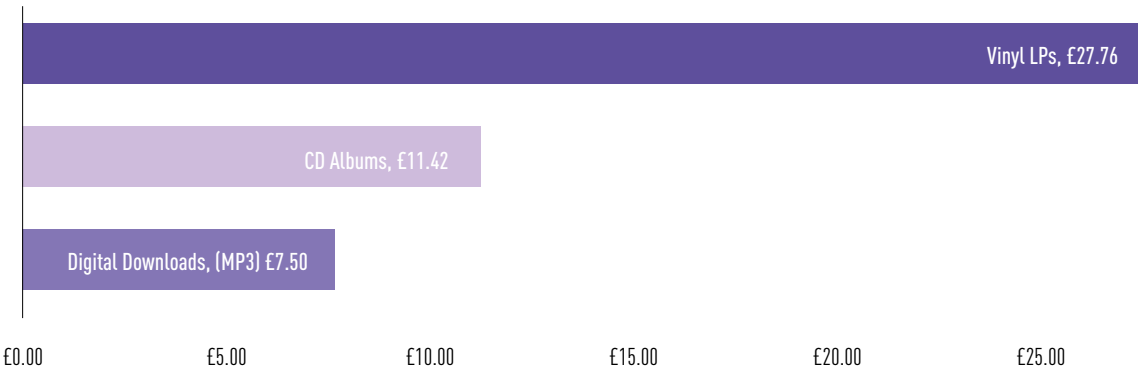 Vinyl LPs, £27.76
CD Albums, £11.42
Digital Downloads, (MP3) £7.50
£0.00 £5.00 £10.00 £15.00 £20.00 £25.00